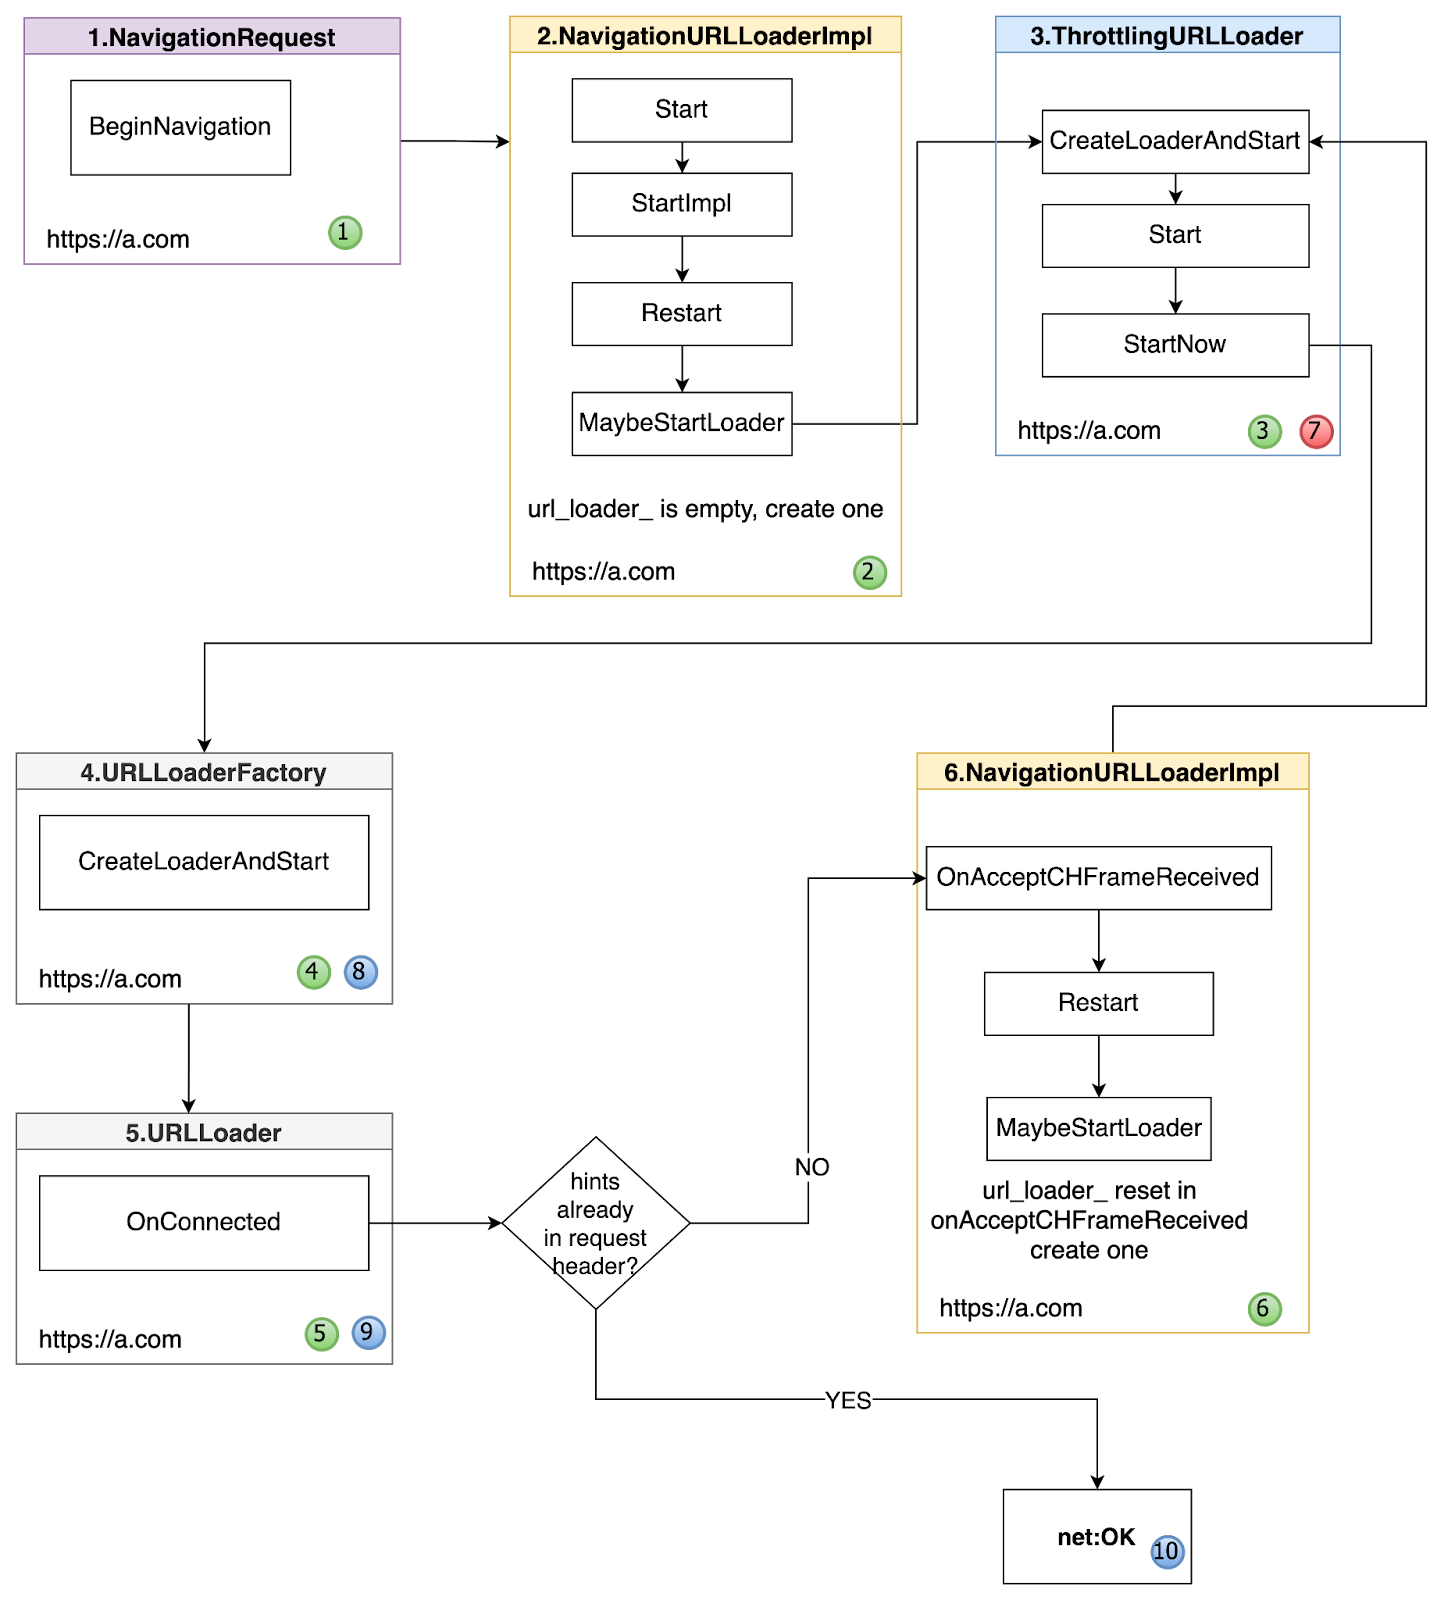 1.NavigationRequest
BeginNavigation
https://a.com
1
2.NavigationURLLoaderImpl
Start
StartImpl
Restart
MaybeStartLoader
url_loader_ is empty, create one
https://a.com
2
3.ThrottlingURLLoader
CreateLoaderAndStart
Start
StartNow
https://a.com
3
7
4.URLLoaderFactory
CreateLoaderAndStart
https://a.com
4
8
5.URLLoader
OnConnected
https://a.com
5
9
hints
already
in request
header?
NO
YES
6.NavigationURLLoaderImpl
OnAcceptCHFrameReceived
Restart
MaybeStartLoader
url_loader_ reset in
onAcceptCHFrameReceived
create one
https://a.com
6
net:OK
10